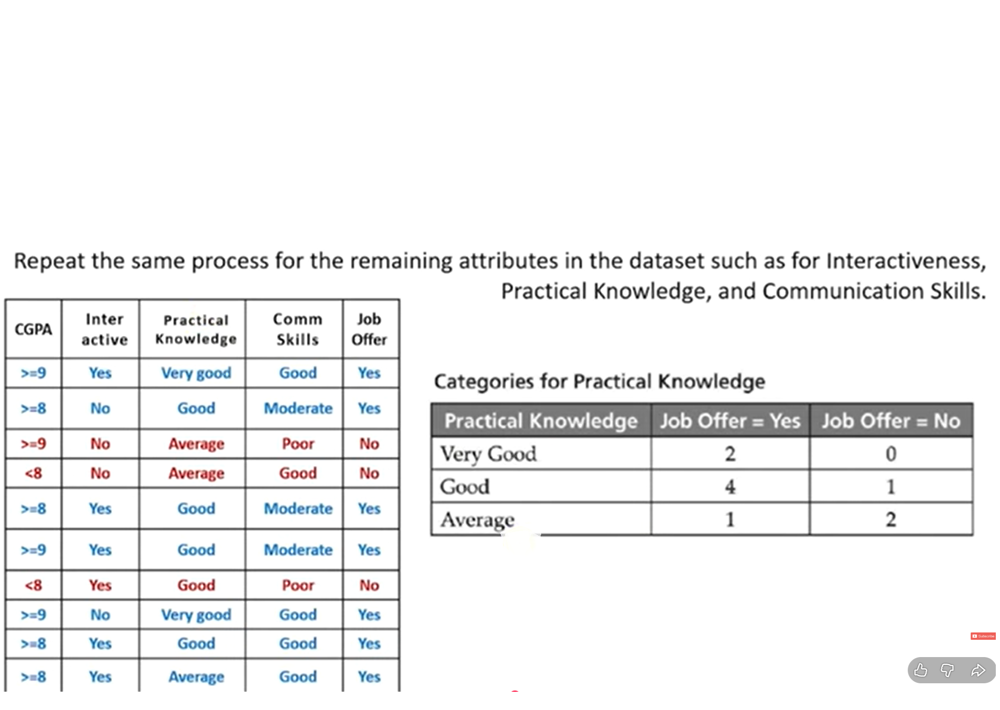 Repeat the same process for the remaining attributes in the dataset such as for Interactiveness,
Practical Knowledge, and Communication Skills.
CGPA Inter active Practical Knowledge Comm Skills Job Offer
>=9 Yes Very good Good Yes
>=8 No Good Moderate Yes
>=9 No Average Poor No
<8 No Average Good No
>=8 Yes Good Moderate Yes
>=9 Yes Good Moderate Yes
<8 Yes Good Poor No
>=9 No Very good Good Yes
>=8 Yes Good Good Yes
>=8 Yes Average Good Yes
Categories for Practical Knowledge
Practical Knowledge Job Offer = Yes Job Offer = No
Very Good 2 0
Good 4 1
Average 1 2
Subscribe